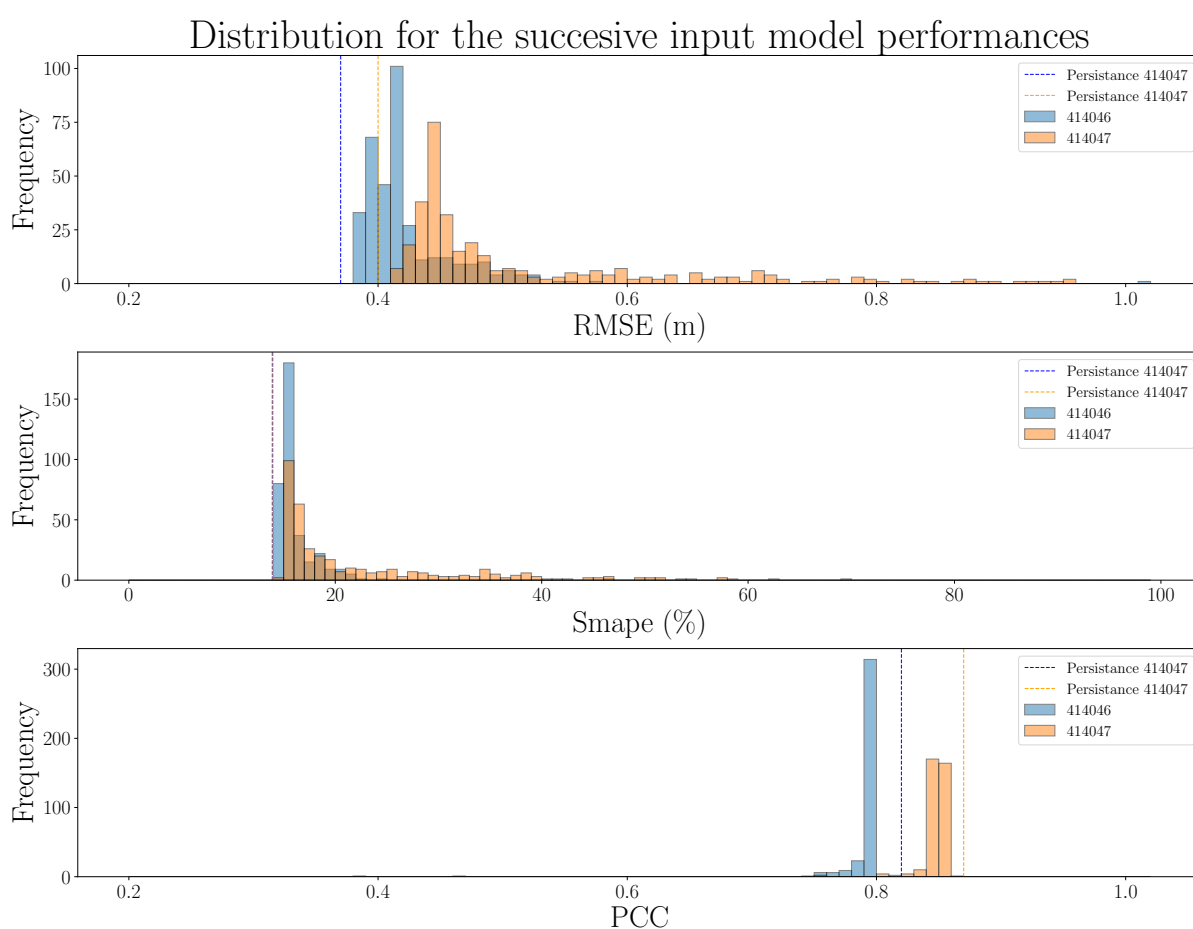 Distribution for the succesive input model performances
Frequency
100
75
50
25
0
0.2 0.4 0.6 0.8 1.0
RMSE (m)
Persistance 414047
Persistance 414047
414046
414047
Frequency
150
100
50
0
0 20 40 60 80 100
Smape (%)
Persistance 414047
Persistance 414047
414046
414047
Frequency
300
200
100
0
0.2 0.4 0.6 0.8 1.0
PCC
Persistance 414047
Persistance 414047
414046
414047